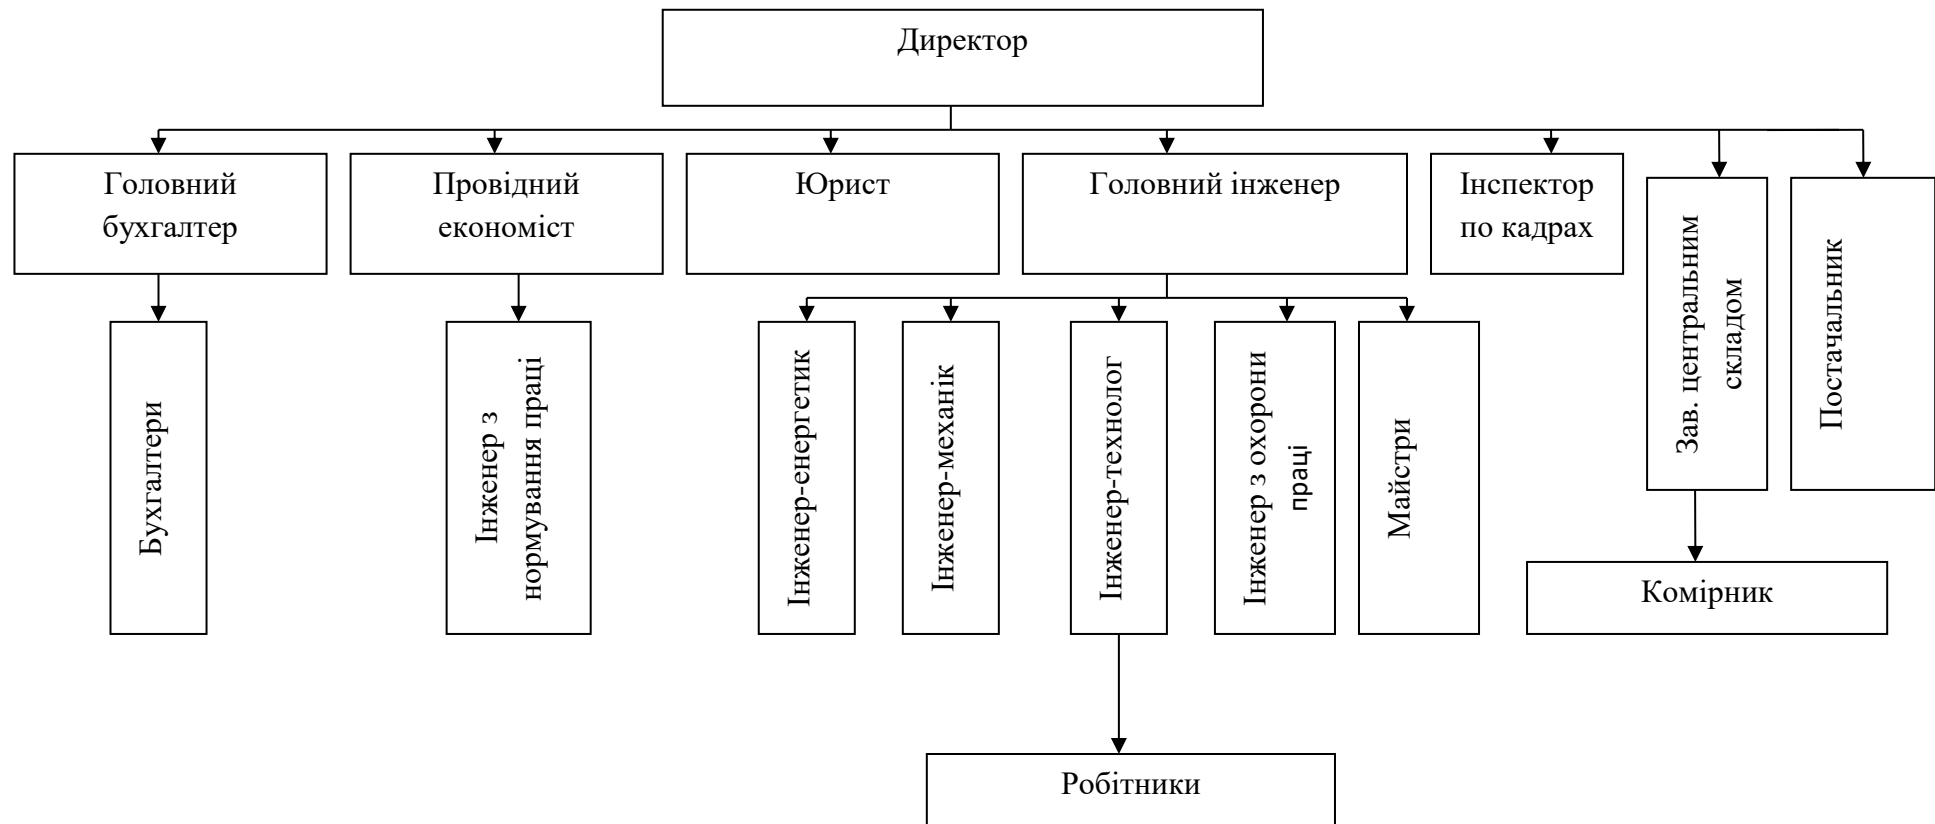 Директор
Головний
бухгалтер
Провідний
економіст
Юрист
Головний інженер
Інспектор
по кадрах
Зав. центральним
складом
Постачальник
Бухгалтери
Інженер з
нормування праці
Інженер-енергетик
Інженер-механік
Інженер-технолог
Інженер з охорони
праці
Майстри
Комірник
Робітники